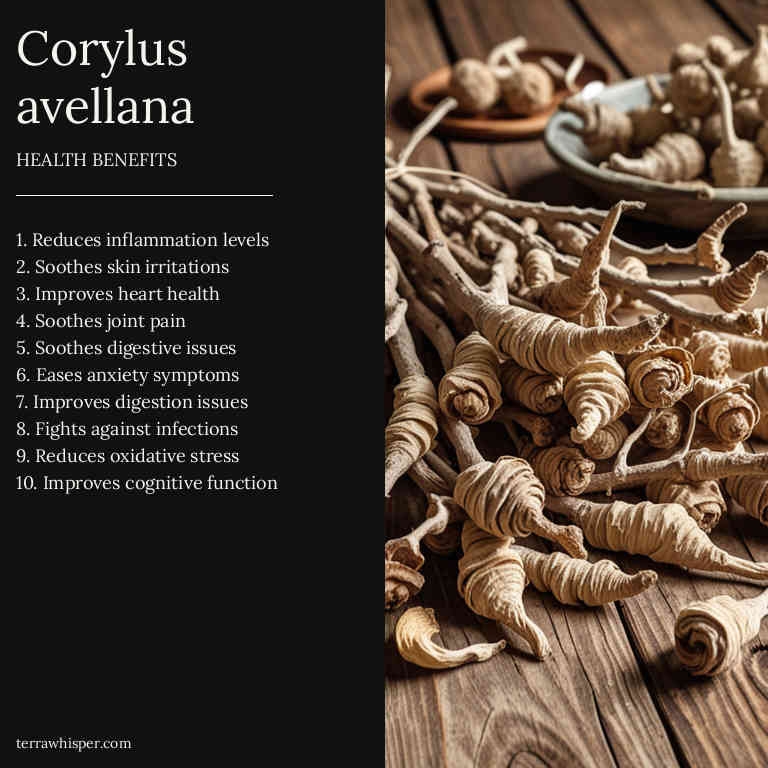 Corylus
avellana
HEALTH BENEFITS
1. Reduces inflammation levels
2. Soothes skin irritations
3. Improves heart health
4. Soothes joint pain
5. Soothes digestive issues
6. Eases anxiety symptoms
7. Improves digestion issues
8. Fights against infections
9. Reduces oxidative stress
10. Improves cognitive function
terrawhisper.com